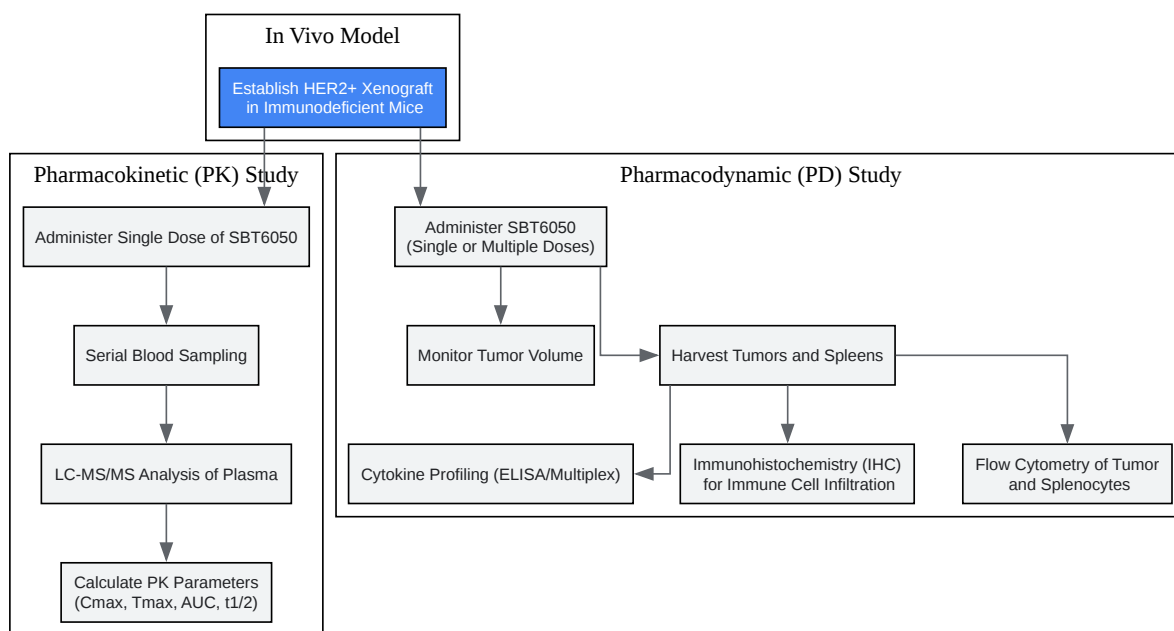 In Vivo Model
Establish HER2+ Xenograft
in Immunodeficient Mice
Pharmacokinetic (PK) Study
Administer Single Dose of SBT6050
Serial Blood Sampling
LC-MS/MS Analysis of Plasma
Calculate PK Parameters
(Cmax, Tmax, AUC, t1/2)
Pharmacodynamic (PD) Study
Administer SBT6050
(Single or Multiple Doses)
Monitor Tumor Volume
Harvest Tumors and Spleens
Cytokine Profiling (ELISA/Multiplex)
Immunohistochemistry (IHC)
for Immune Cell Infiltration
Flow Cytometry of Tumor
and Splenocytes